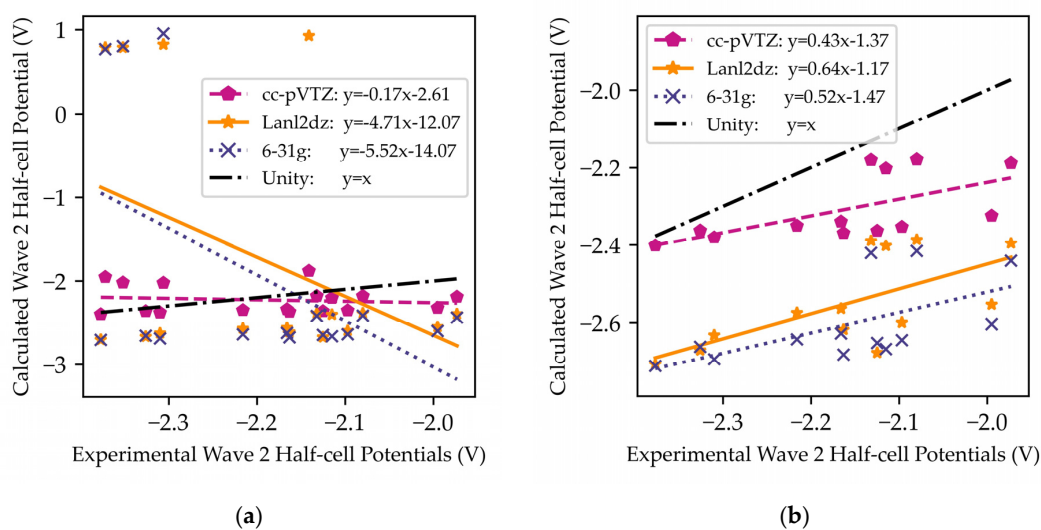 Calculated Wave 2 Half-cell Potential (V)
1
0
−1
−2
−3
cc-pVTZ: y=-0.17x-2.61
Lanl2dz: y=-4.71x-12.07
6-31g: y=-5.52x-14.07
Unity: y=x
−2.3
−2.2
−2.1
−2.0
Experimental Wave 2 Half-cell Potentials (V)
(a)
Calculated Wave 2 Half-cell Potential (V)
−2.0
−2.2
−2.4
−2.6
cc-pVTZ: y=0.43x-1.37
Lanl2dz: y=0.64x-1.17
6-31g: y=0.52x-1.47
Unity: y=x
−2.3
−2.2
−2.1
−2.0
Experimental Wave 2 Half-cell Potentials (V)
(b)